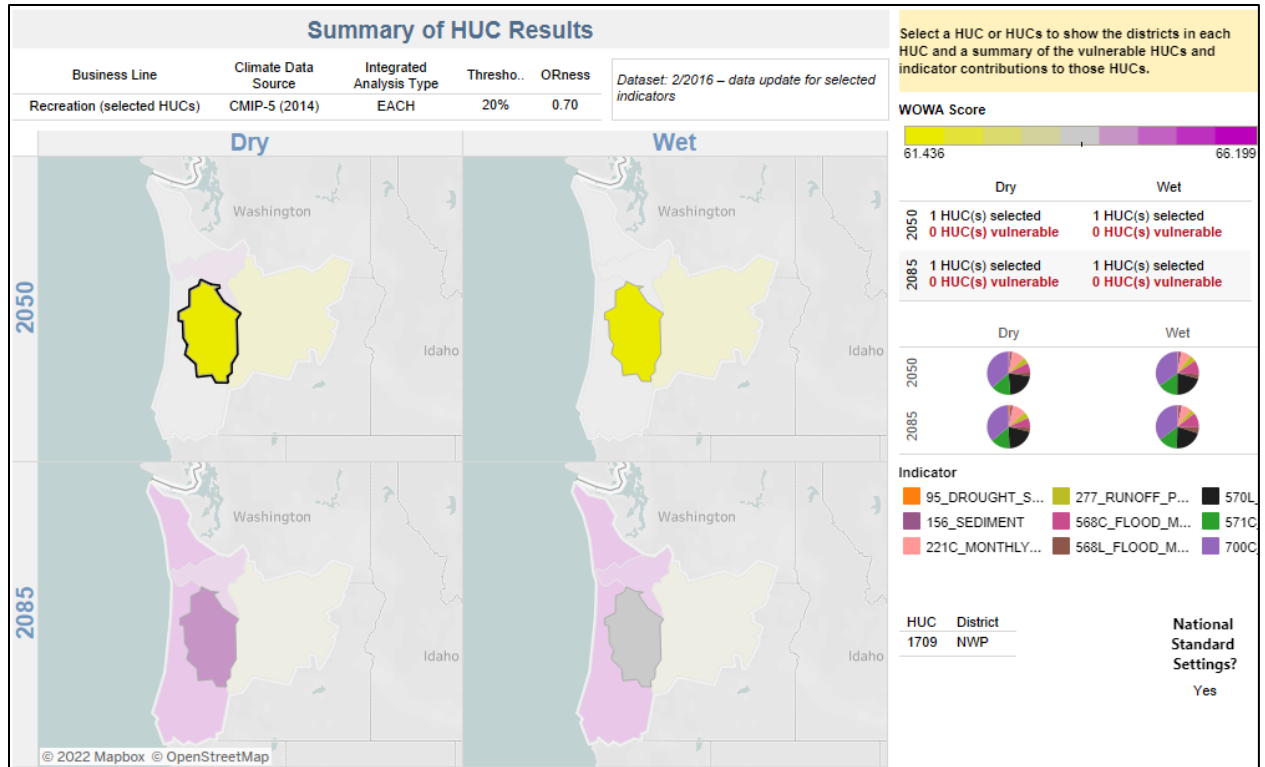 Summary of HUC Results
Business Line
Climate Data
Source
Integrated
Analysis Type
Thresho..
ORness
Recreation (selected HUCs)
CMIP-5 (2014)
EACH
20%
0.70
Dataset: 2/2016 – data update for selected
indicators
Dry
Wet
2050
Washington
Idaho
Washington
Idaho
2085
Washington
Idaho
Washington
Idaho
© 2022 Mapbox © OpenStreetMap
Select a HUC or HUCs to show the districts in each
HUC and a summary of the vulnerable HUCs and
indicator contributions to those HUCs.
WOWA Score
61.436
66.199
Dry
Wet
2050
1 HUC(s) selected
0 HUC(s) vulnerable
1 HUC(s) selected
0 HUC(s) vulnerable
2085
1 HUC(s) selected
0 HUC(s) vulnerable
1 HUC(s) selected
0 HUC(s) vulnerable
Dry
Wet
2050
2085
Indicator
95_DROUGHT_S...
277_RUNOFF_P...
570L_
156_SEDIMENT
568C_FLOOD_M...
571C_
221C_MONTHLY...
568L_FLOOD_M...
700C_
HUC
District
1709
NWP
National
Standard
Settings?
Yes